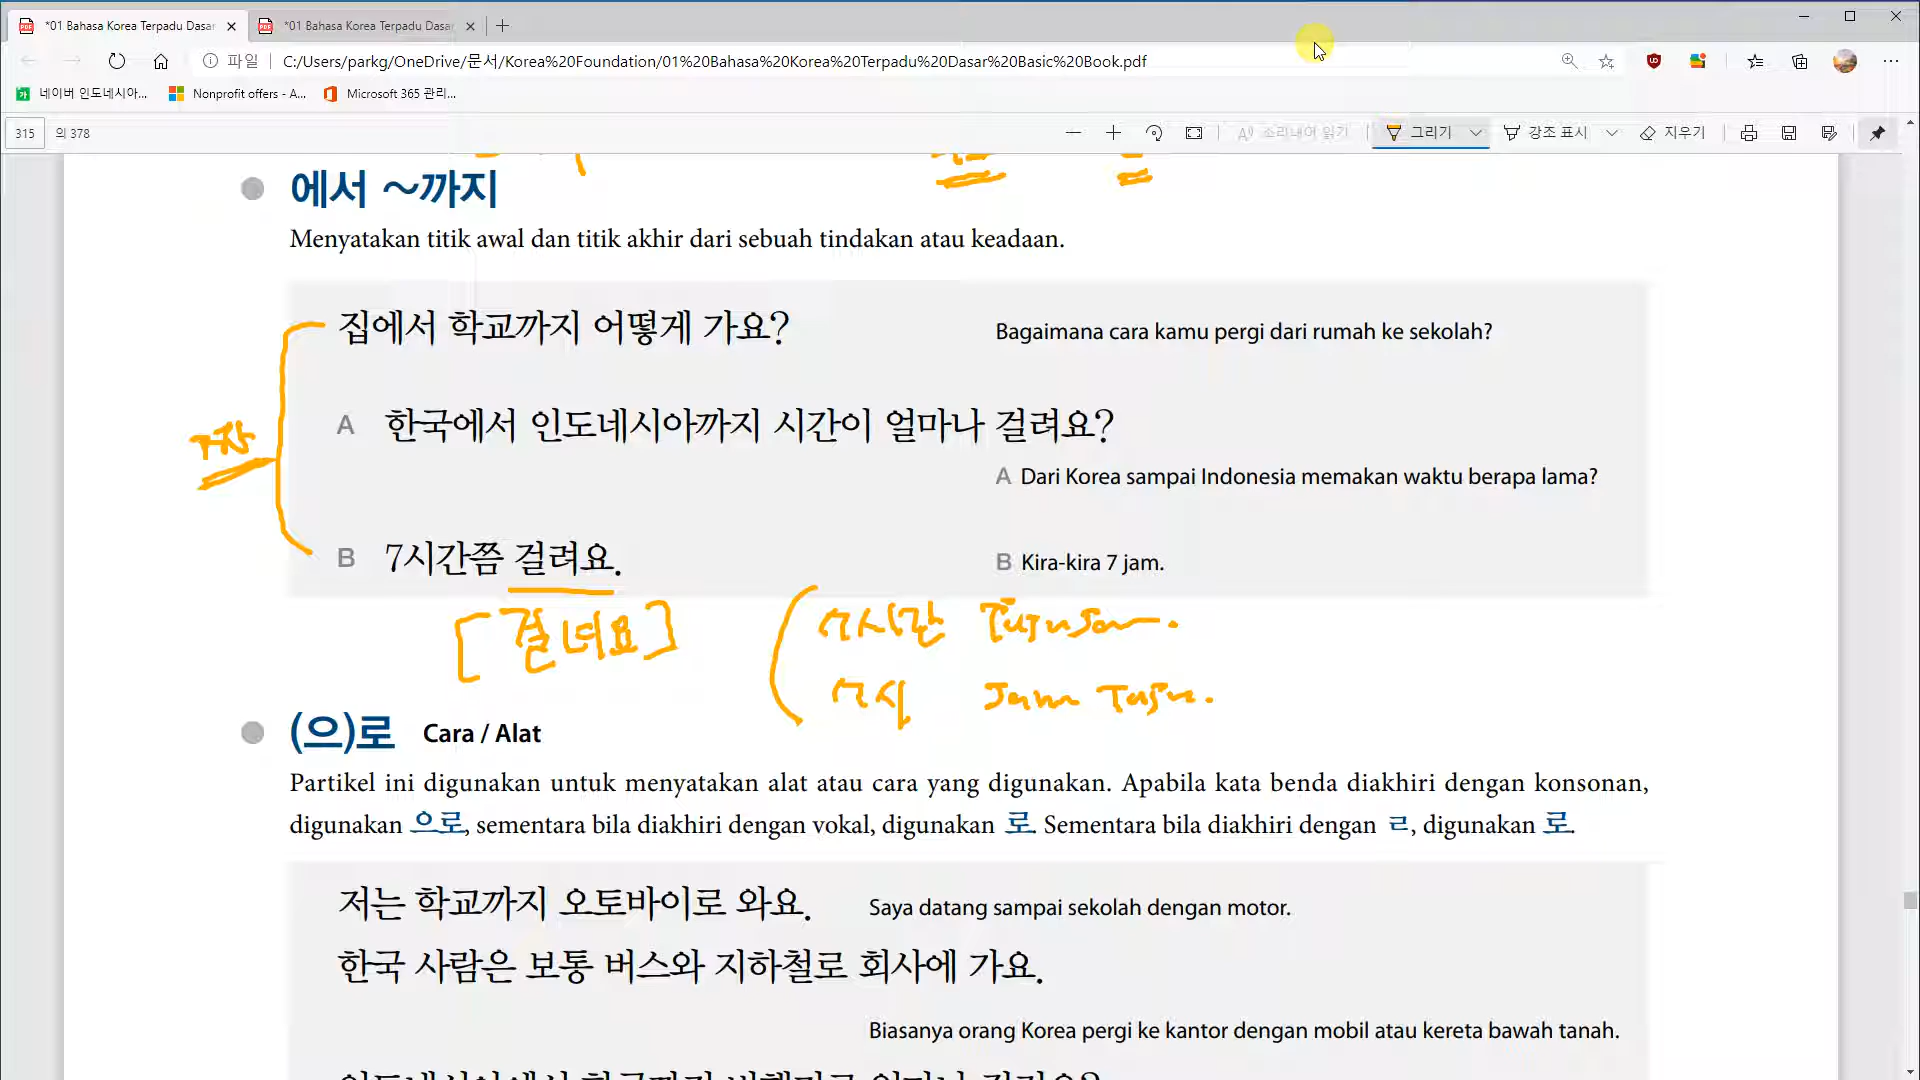 *01 Bahasa Korea Terpadu Dasar
*01 Bahasa Korea Terpadu Dasar
파일 C:/Users/parkg/OneDrive/문서/Korea%20Foundation/01%20Bahasa%20Korea%20Terpadu%20Dasar%20Basic%20Book.pdf
네이버 인도네시아... Nonprofit offers - A... Microsoft 365 관리...
315 의 378 소리내어 읽기 그리기 강조 표시 지우기
에서 ~까지
Menyatakan titik awal dan titik akhir dari sebuah tindakan atau keadaan.
집에서 학교까지 어떻게 가요? Bagaimana cara kamu pergi dari rumah ke sekolah?
A 한국에서 인도네시아까지 시간이 얼마나 걸려요?
A Dari Korea sampai Indonesia memakan waktu berapa lama?
B 7시간쯤 걸려요. B Kira-kira 7 jam.
시간
(으)로 Cara / Alat
Partikel ini digunakan untuk menyatakan alat atau cara yang digunakan. Apabila kata benda diakhiri dengan konsonan,
digunakan 으로, sementara bila diakhiri dengan vokal, digunakan 로. Sementara bila diakhiri dengan ㄹ, digunakan 로.
저는 학교까지 오토바이로 와요. Saya datang sampai sekolah dengan motor.
한국 사람은 보통 버스와 지하철로 회사에 가요.
Biasanya orang Korea pergi ke kantor dengan mobil atau kereta bawah tanah.